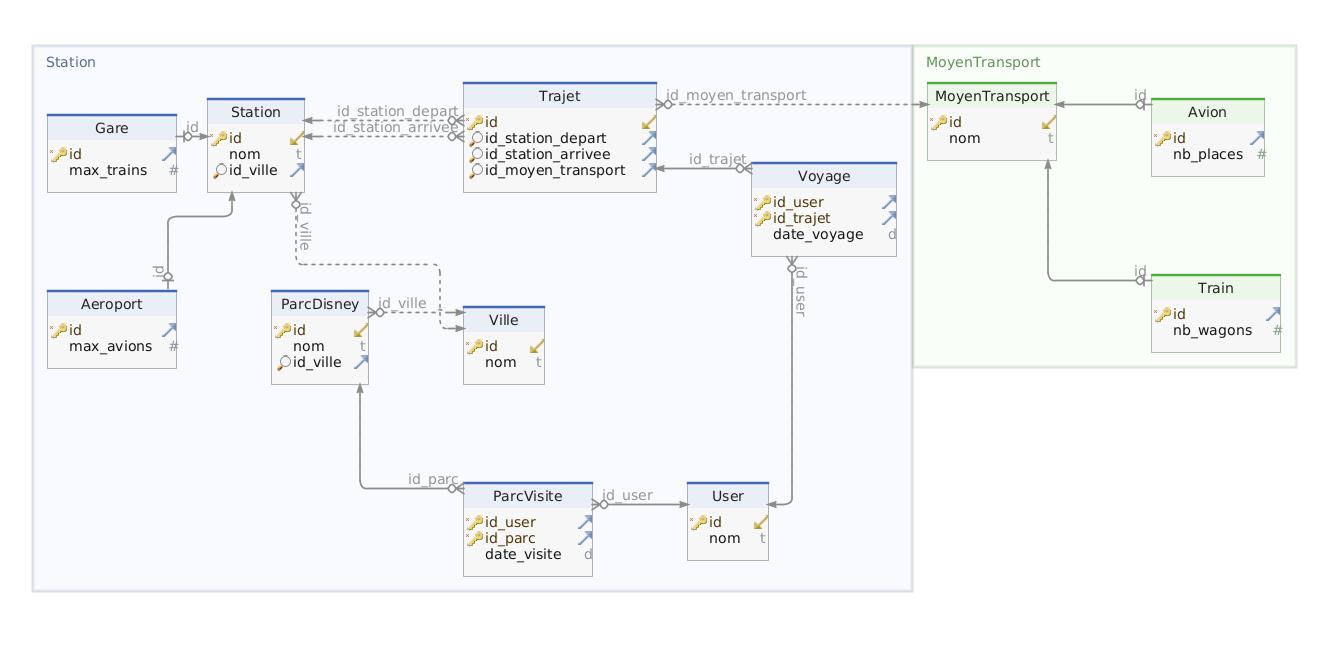 Station
MoyenTransport
Gare
id
max_trains
#
id
Station
id
nom
t
id_ville
id_station_depart
id_station_arrivee
Trajet
id
id_station_depart
id_station_arrivee
id_moyen_transport
id_moyen_transport
id_trajet
Voyage
id_user
id_trajet
date_voyage
d
MoyenTransport
id
nom
t
id
Avion
id
nb_places
#
id
Train
id
nb_wagons
#
id
Aeroport
id
max_avions
#
id_ville
ParcDisney
id
nom
t
id_ville
id_ville
Ville
id
nom
t
id_user
id_parc
ParcVisite
id_user
id_parc
date_visite
d
id_user
User
id
nom
t